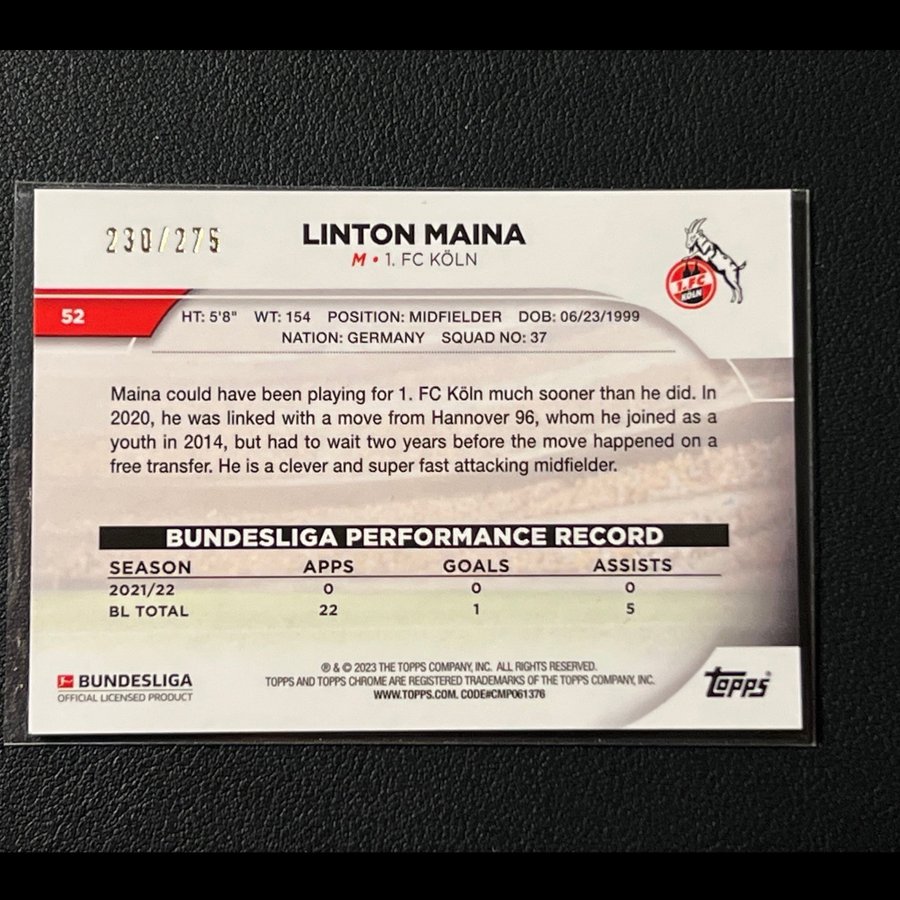 230/275
LINTON MAINA
M • 1. FC KÖLN
1.FC
KÖLN
52
HT: 5'8" WT: 154 POSITION: MIDFIELDER DOB: 06/23/1999
NATION: GERMANY SQUAD NO: 37
Maina could have been playing for 1. FC Köln much sooner than he did. In
2020, he was linked with a move from Hannover 96, whom he joined as a
youth in 2014, but had to wait two years before the move happened on a
free transfer. He is a clever and super fast attacking midfielder.
BUNDESLIGA PERFORMANCE RECORD
SEASON APPS GOALS ASSISTS
2021/22 0 0 0
BL TOTAL 22 1 5
® & © 2023 THE TOPPS COMPANY, INC. ALL RIGHTS RESERVED.
TOPPS AND TOPPS CHROME ARE REGISTERED TRADEMARKS OF THE TOPPS COMPANY, INC.
WWW.TOPPS.COM. CODE#CMP061376
BUNDESLIGA
OFFICIAL LICENSED PRODUCT
Topps®